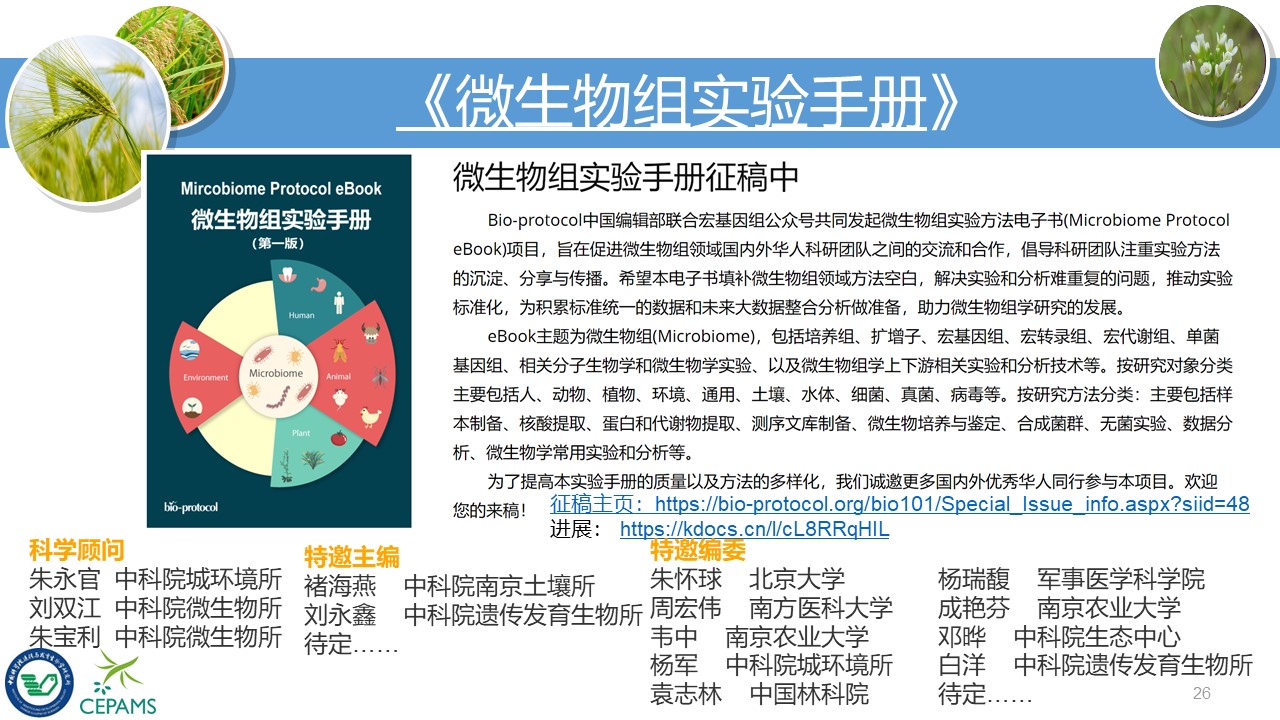 《微生物组实验手册》
Mircobiome Protocol eBook
微生物组实验手册
（第一版）
Human
Environment
Microbiome
Animal
Plant
bio-protocol
微生物组实验手册征稿中
Bio-protocol中国编辑部联合宏基因组公众号共同发起微生物组实验方法电子书(Microbiome Protocol
eBook)项目，旨在促进微生物组领域国内外华人科研团队之间的交流和合作，倡导科研团队注重实验方法
的沉淀、分享与传播。希望本电子书填补微生物组领域方法空白，解决实验和分析难重复的问题，推动实验
标准化，为积累标准统一的数据和未来大数据整合分析做准备，助力微生物组学研究的发展。
eBook主题为微生物组(Microbiome)，包括培养组、扩增子、宏基因组、宏转录组、宏代谢组、单菌
基因组、相关分子生物学和微生物学实验、以及微生物组学上下游相关实验和分析技术等。按研究对象分类
主要包括人、动物、植物、环境、通用、土壤、水体、细菌、真菌、病毒等。按研究方法分类：主要包括样
本制备、核酸提取、蛋白和代谢物提取、测序文库制备、微生物培养与鉴定、合成菌群、无菌实验、数据分
析、微生物学常用实验和分析等。
为了提高本实验手册的质量以及方法的多样化，我们诚邀更多国内外优秀华人同行参与本项目。欢迎
您的来稿！
征稿主页：https://bio-protocol.org/bio101/Special_Issue_info.aspx?siid=48
进展： https://kdocs.cn/l/cL8RRqHIL
科学顾问
朱永官 中科院城环境所
刘双江 中科院微生物所
朱宝利 中科院微生物所
特邀主编
褚海燕 中科院南京土壤所
刘永鑫 中科院遗传发育生物所
待定……
特邀编委
朱怀球 北京大学
周宏伟 南方医科大学
韦中 南京农业大学
杨军 中科院城环境所
袁志林 中国林科院
杨瑞馥 军事医学科学院
成艳芬 南京农业大学
邓晔 中科院生态中心
白洋 中科院遗传发育生物所
待定……
CEPAMS
26